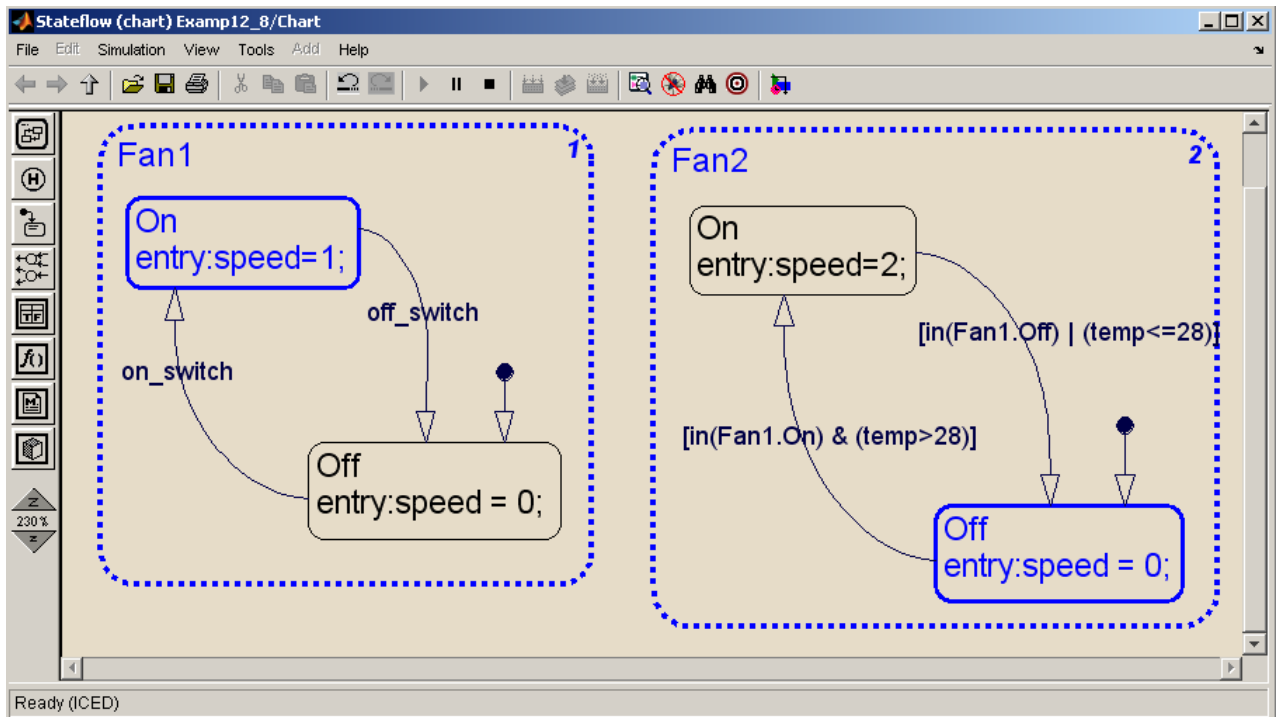 Stateflow (chart) Examp12_8/Chart
File Edit Simulation View Tools Add Help
Fan1
1
On
entry:speed=1;
off_switch
on_switch
Off
entry:speed = 0;
Fan2
2
On
entry:speed=2;
[in(Fan1.Off) | (temp<=28)]
[in(Fan1.On) & (temp>28)]
Off
entry:speed = 0;
H
TF
f()
M
Z
230%
Z
Ready (ICED)